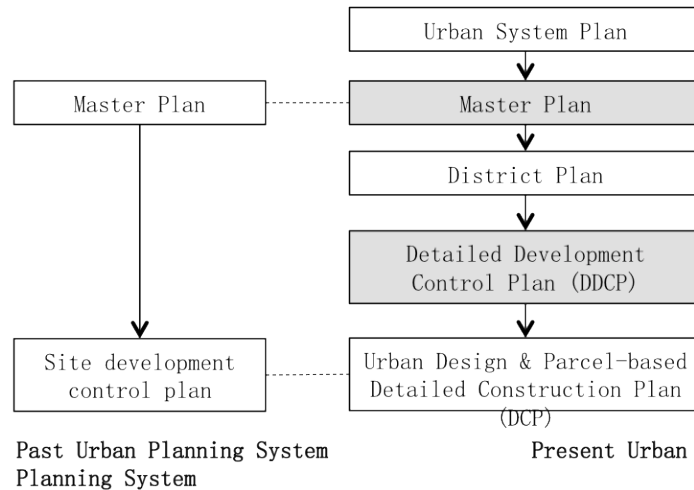 Urban System Plan
Master Plan
Master Plan
District Plan
Detailed Development
Control Plan (DDCP)
Site development
control plan
Urban Design & Parcel-based
Detailed Construction Plan
(DCP)
Past Urban Planning System
Present Urban
Planning System